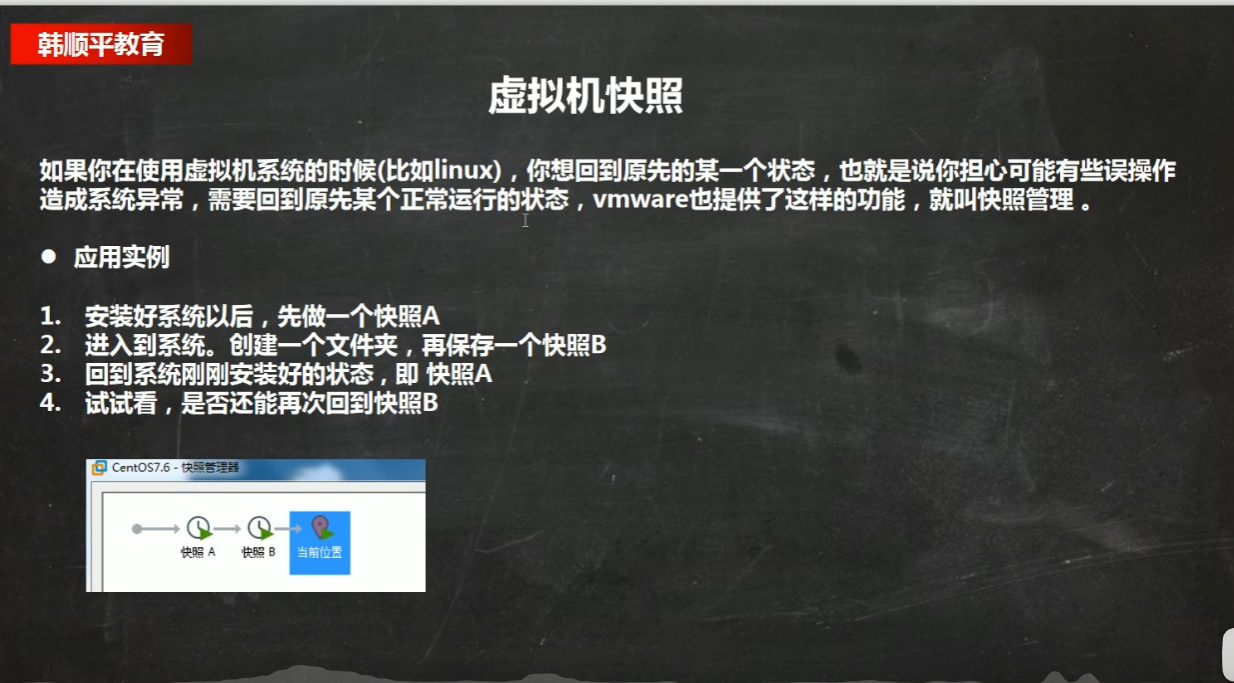 韩顺平教育
虚拟机快照
如果你在使用虚拟机系统的时候(比如linux)，你想回到原先的某一个状态，也就是说你担心可能有些误操作
造成系统异常，需要回到原先某个正常运行的状态，vmware也提供了这样的功能，就叫快照管理 。
● 应用实例
1. 安装好系统以后，先做一个快照A
2. 进入到系统。创建一个文件夹，再保存一个快照B
3. 回到系统刚刚安装好的状态，即 快照A
4. 试试看，是否还能再次回到快照B
CentOS7.6 - 快照管理器
快照 A 快照 B 当前位置